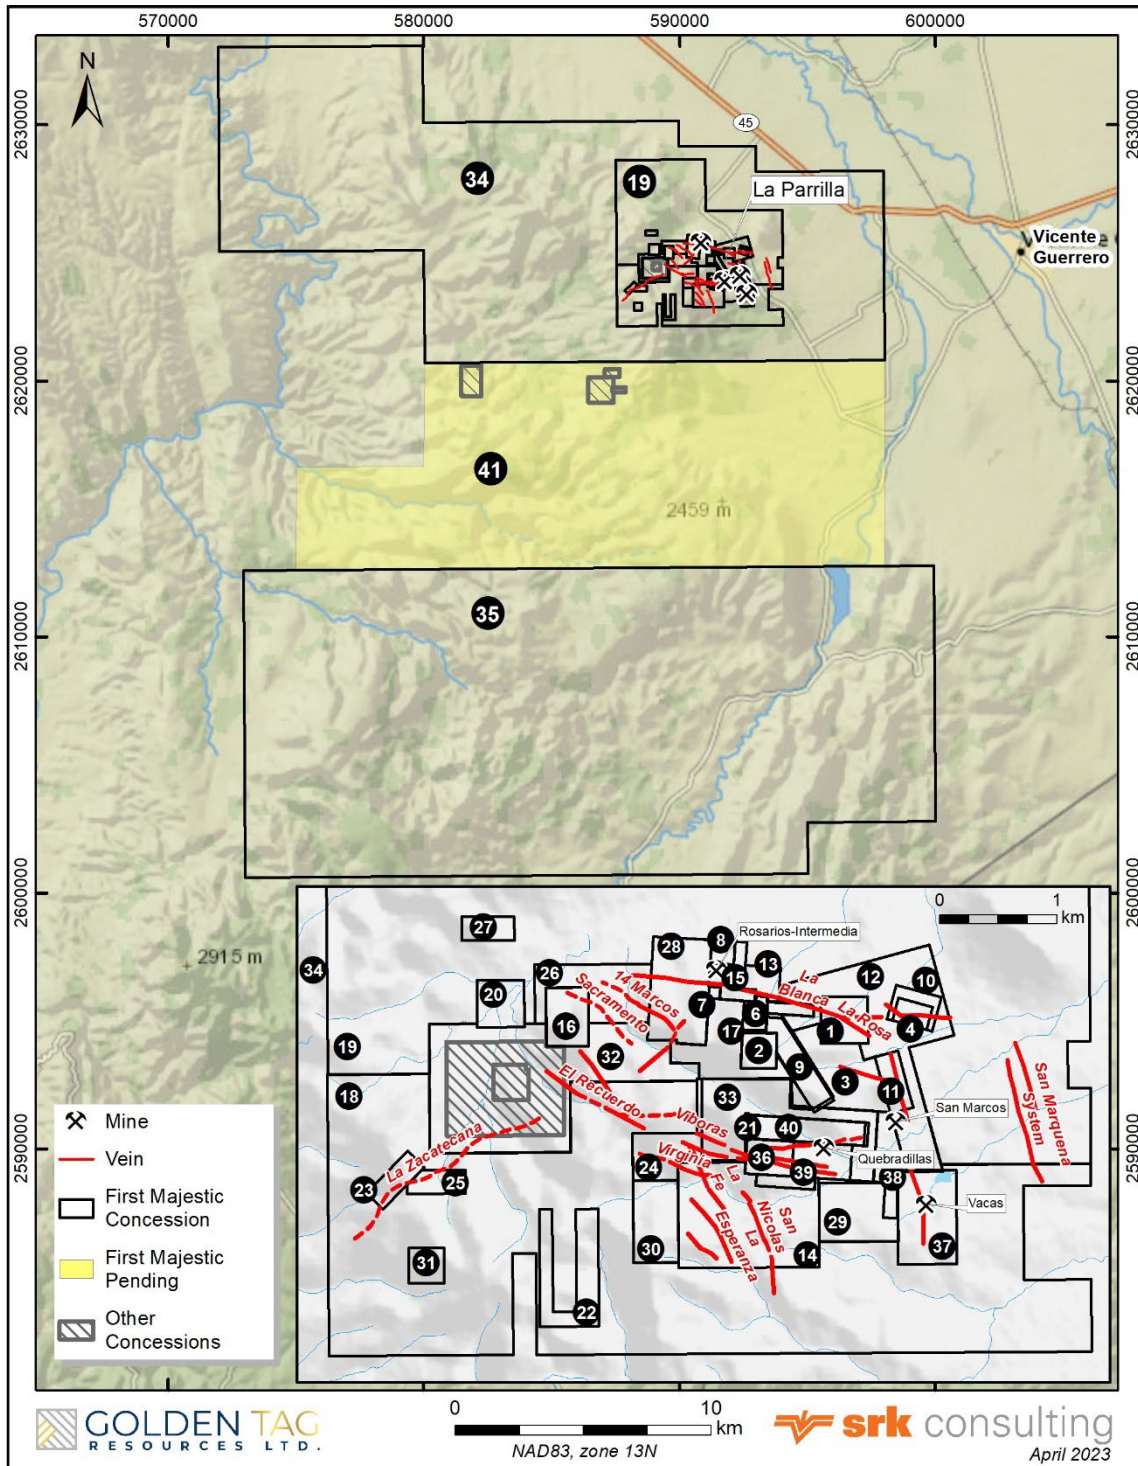 570000
580000
590000
600000
N
2630000
2630000
45
34
19
La Parrilla
Vicente
Guerrero
2620000
2620000
41
2459 m
35
2610000
2610000
2600000
2600000
2915 m
2590000
2590000
0
1
km
27
8
Rosarios-Intermedia
28
34
26
15
13
La
Blanca
La Rosa
12
10
20
14 Marcos
Sacramento
7
6
16
17
1
4
19
32
2
9
3
El Recuerdo
18
33
11
San Marcos
San Marquena
System
Viboras
21
40
Quebradillas
La Zacatecana
Virginia
36
24
39
38
La
Fe
23
25
Vacas
San
Nicolas
La
Esperanza
29
30
14
37
31
22
Mine
Vein
First Majestic
Concession
First Majestic
Pending
Other
Concessions
GOLDEN TAG
RESOURCES LTD.
0
10
km
NAD83, zone 13N
srk consulting
April 2023